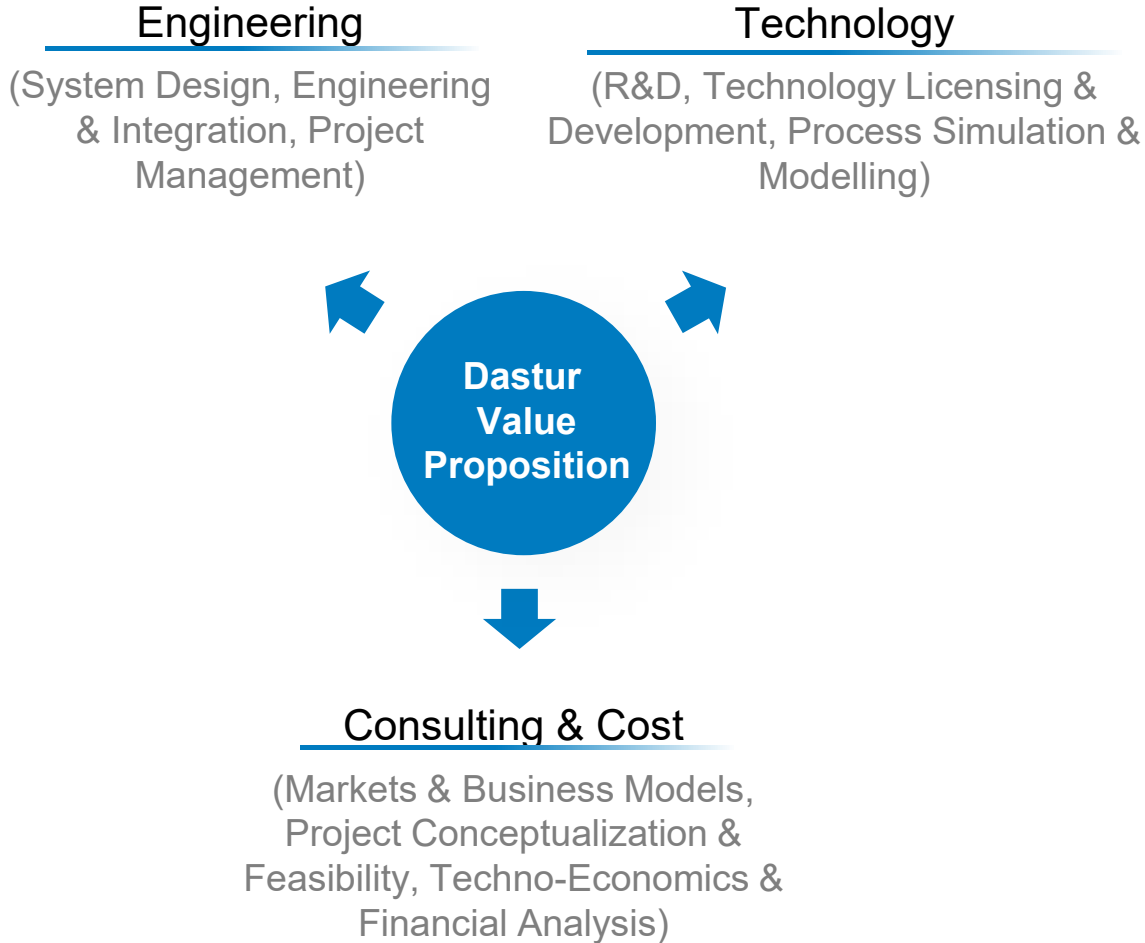 Engineering
(System Design, Engineering
& Integration, Project
Management)
Technology
(R&D, Technology Licensing &
Development, Process Simulation &
Modelling)
Dastur
Value
Proposition
Consulting & Cost
(Markets & Business Models,
Project Conceptualization &
Feasibility, Techno-Economics &
Financial Analysis)